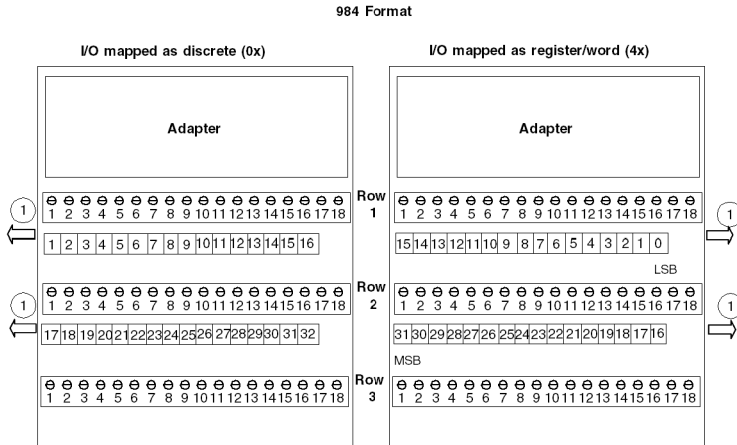 984 Format
I/O mapped as discrete (0x)
Adapter
1
1 2 3 4 5 6 7 8 9 10 11 12 13 14 15 16 17 18
1 2 3 4 5 6 7 8 9 10 11 12 13 14 15 16
1
1 2 3 4 5 6 7 8 9 10 11 12 13 14 15 16 17 18
17 18 19 20 21 22 23 24 25 26 27 28 29 30 31 32
1 2 3 4 5 6 7 8 9 10 11 12 13 14 15 16 17 18
Row
1
Row
2
Row
3
I/O mapped as register/word (4x)
Adapter
1 2 3 4 5 6 7 8 9 10 11 12 13 14 15 16 17 18
1
15 14 13 12 11 10 9 8 7 6 5 4 3 2 1 0
LSB
1 2 3 4 5 6 7 8 9 10 11 12 13 14 15 16 17 18
1
31 30 29 28 27 26 25 24 23 22 21 20 19 18 17 16
MSB
1 2 3 4 5 6 7 8 9 10 11 12 13 14 15 16 17 18